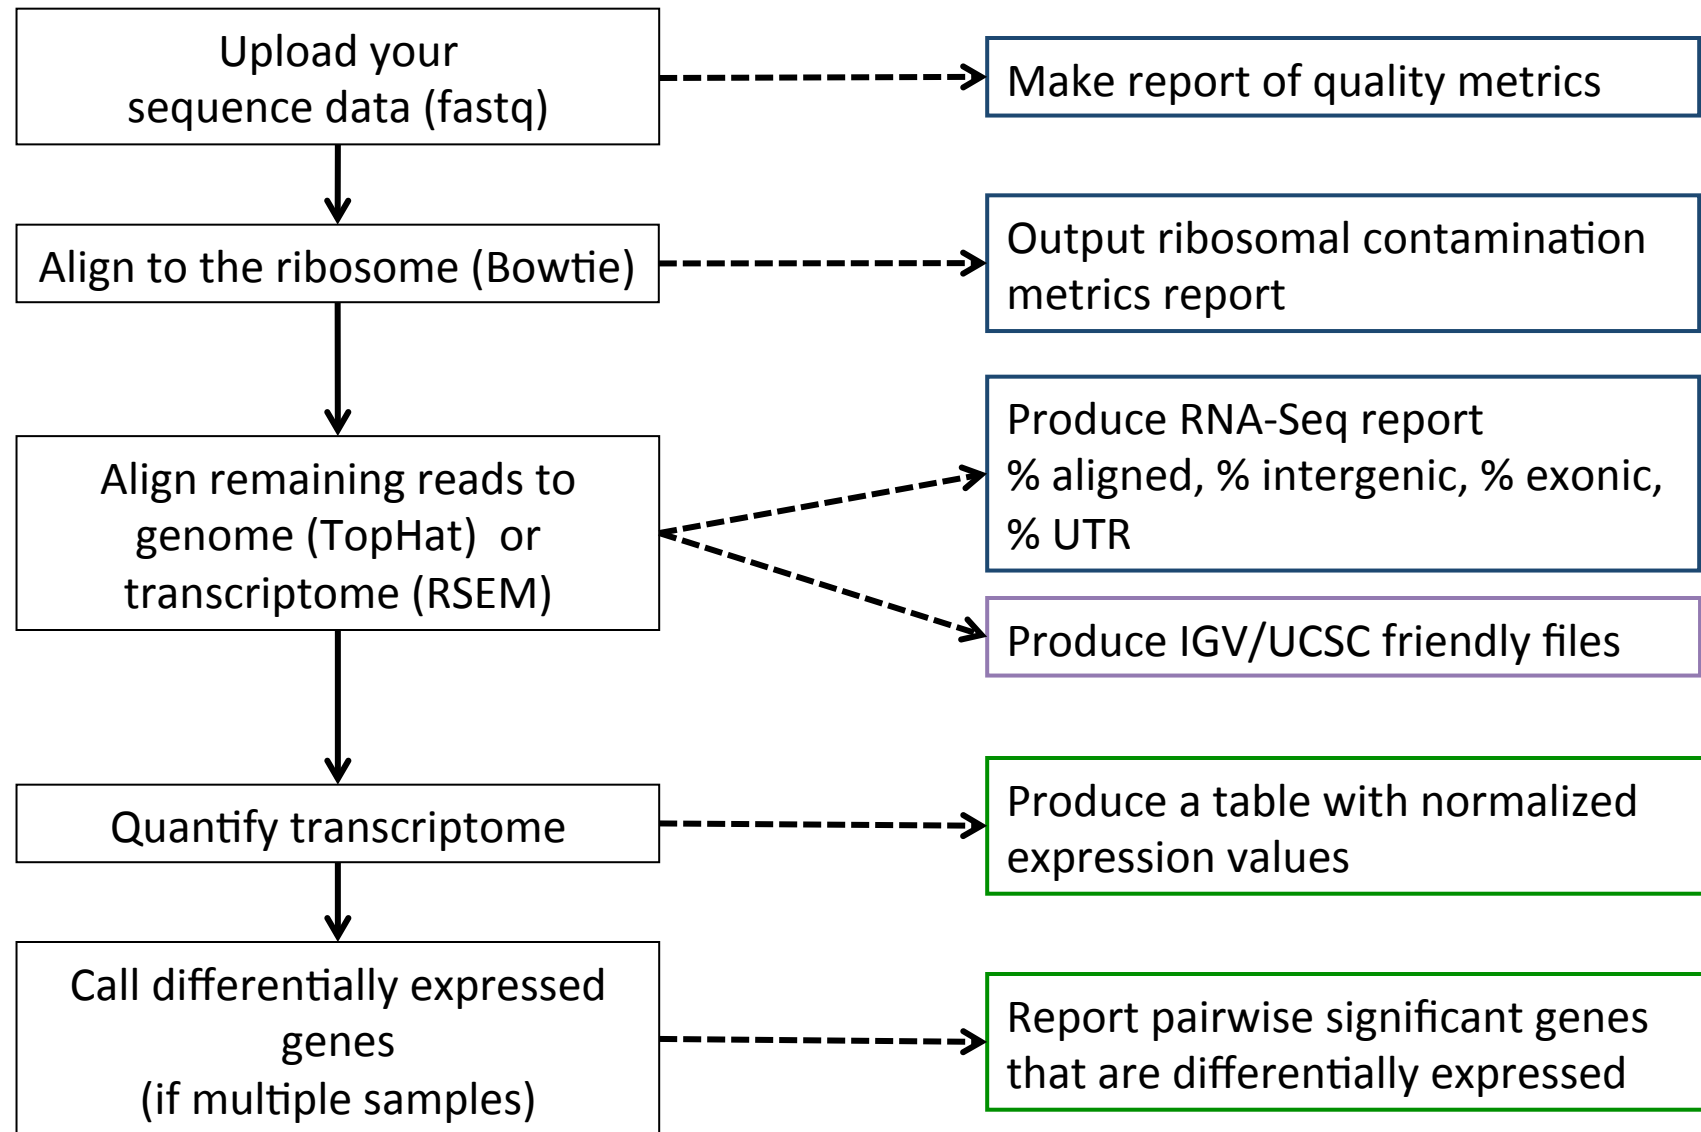 Upload your
sequence data (fastq)
Make report of quality metrics
Align to the ribosome (Bowtie)
Output ribosomal contamination
metrics report
Align remaining reads to
genome (TopHat) or
transcriptome (RSEM)
Produce RNA-Seq report
% aligned, % intergenic, % exonic,
% UTR
Produce IGV/UCSC friendly files
Quantify transcriptome
Produce a table with normalized
expression values
Call differentially expressed
genes
(if multiple samples)
Report pairwise significant genes
that are differentially expressed